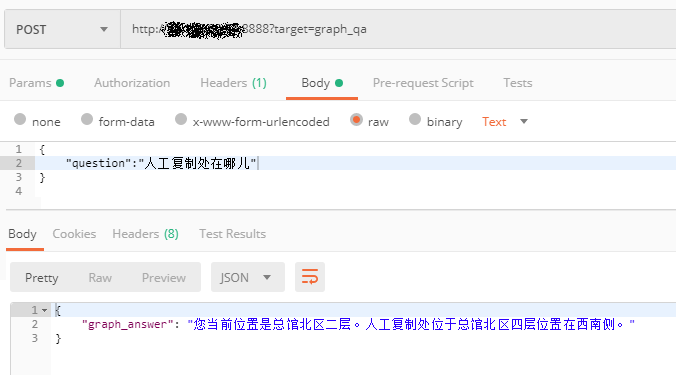 POST http:/ 8888?target=graph_qa
Params Authorization Headers (1) Body Pre-request Script Tests
none form-data x-www-form-urlencoded raw binary Text
1 {
2 "question":"人工复制处在哪儿"
3 }
4
Body Cookies Headers (8) Test Results
Pretty Raw Preview JSON
1 {
2 "graph_answer": "您当前位置是总馆北区二层。人工复制处位于总馆北区四层位置在西南侧。"
3 }